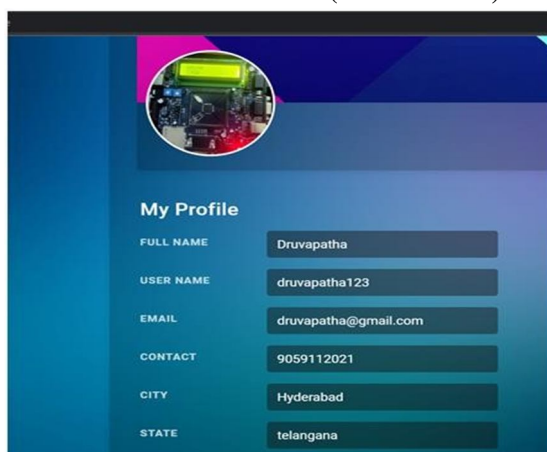 My Profile
FULL NAME Druvapatha
USER NAME druvapatha123
EMAIL druvapatha@gmail.com
CONTACT 9059112021
CITY Hyderabad
STATE telangana